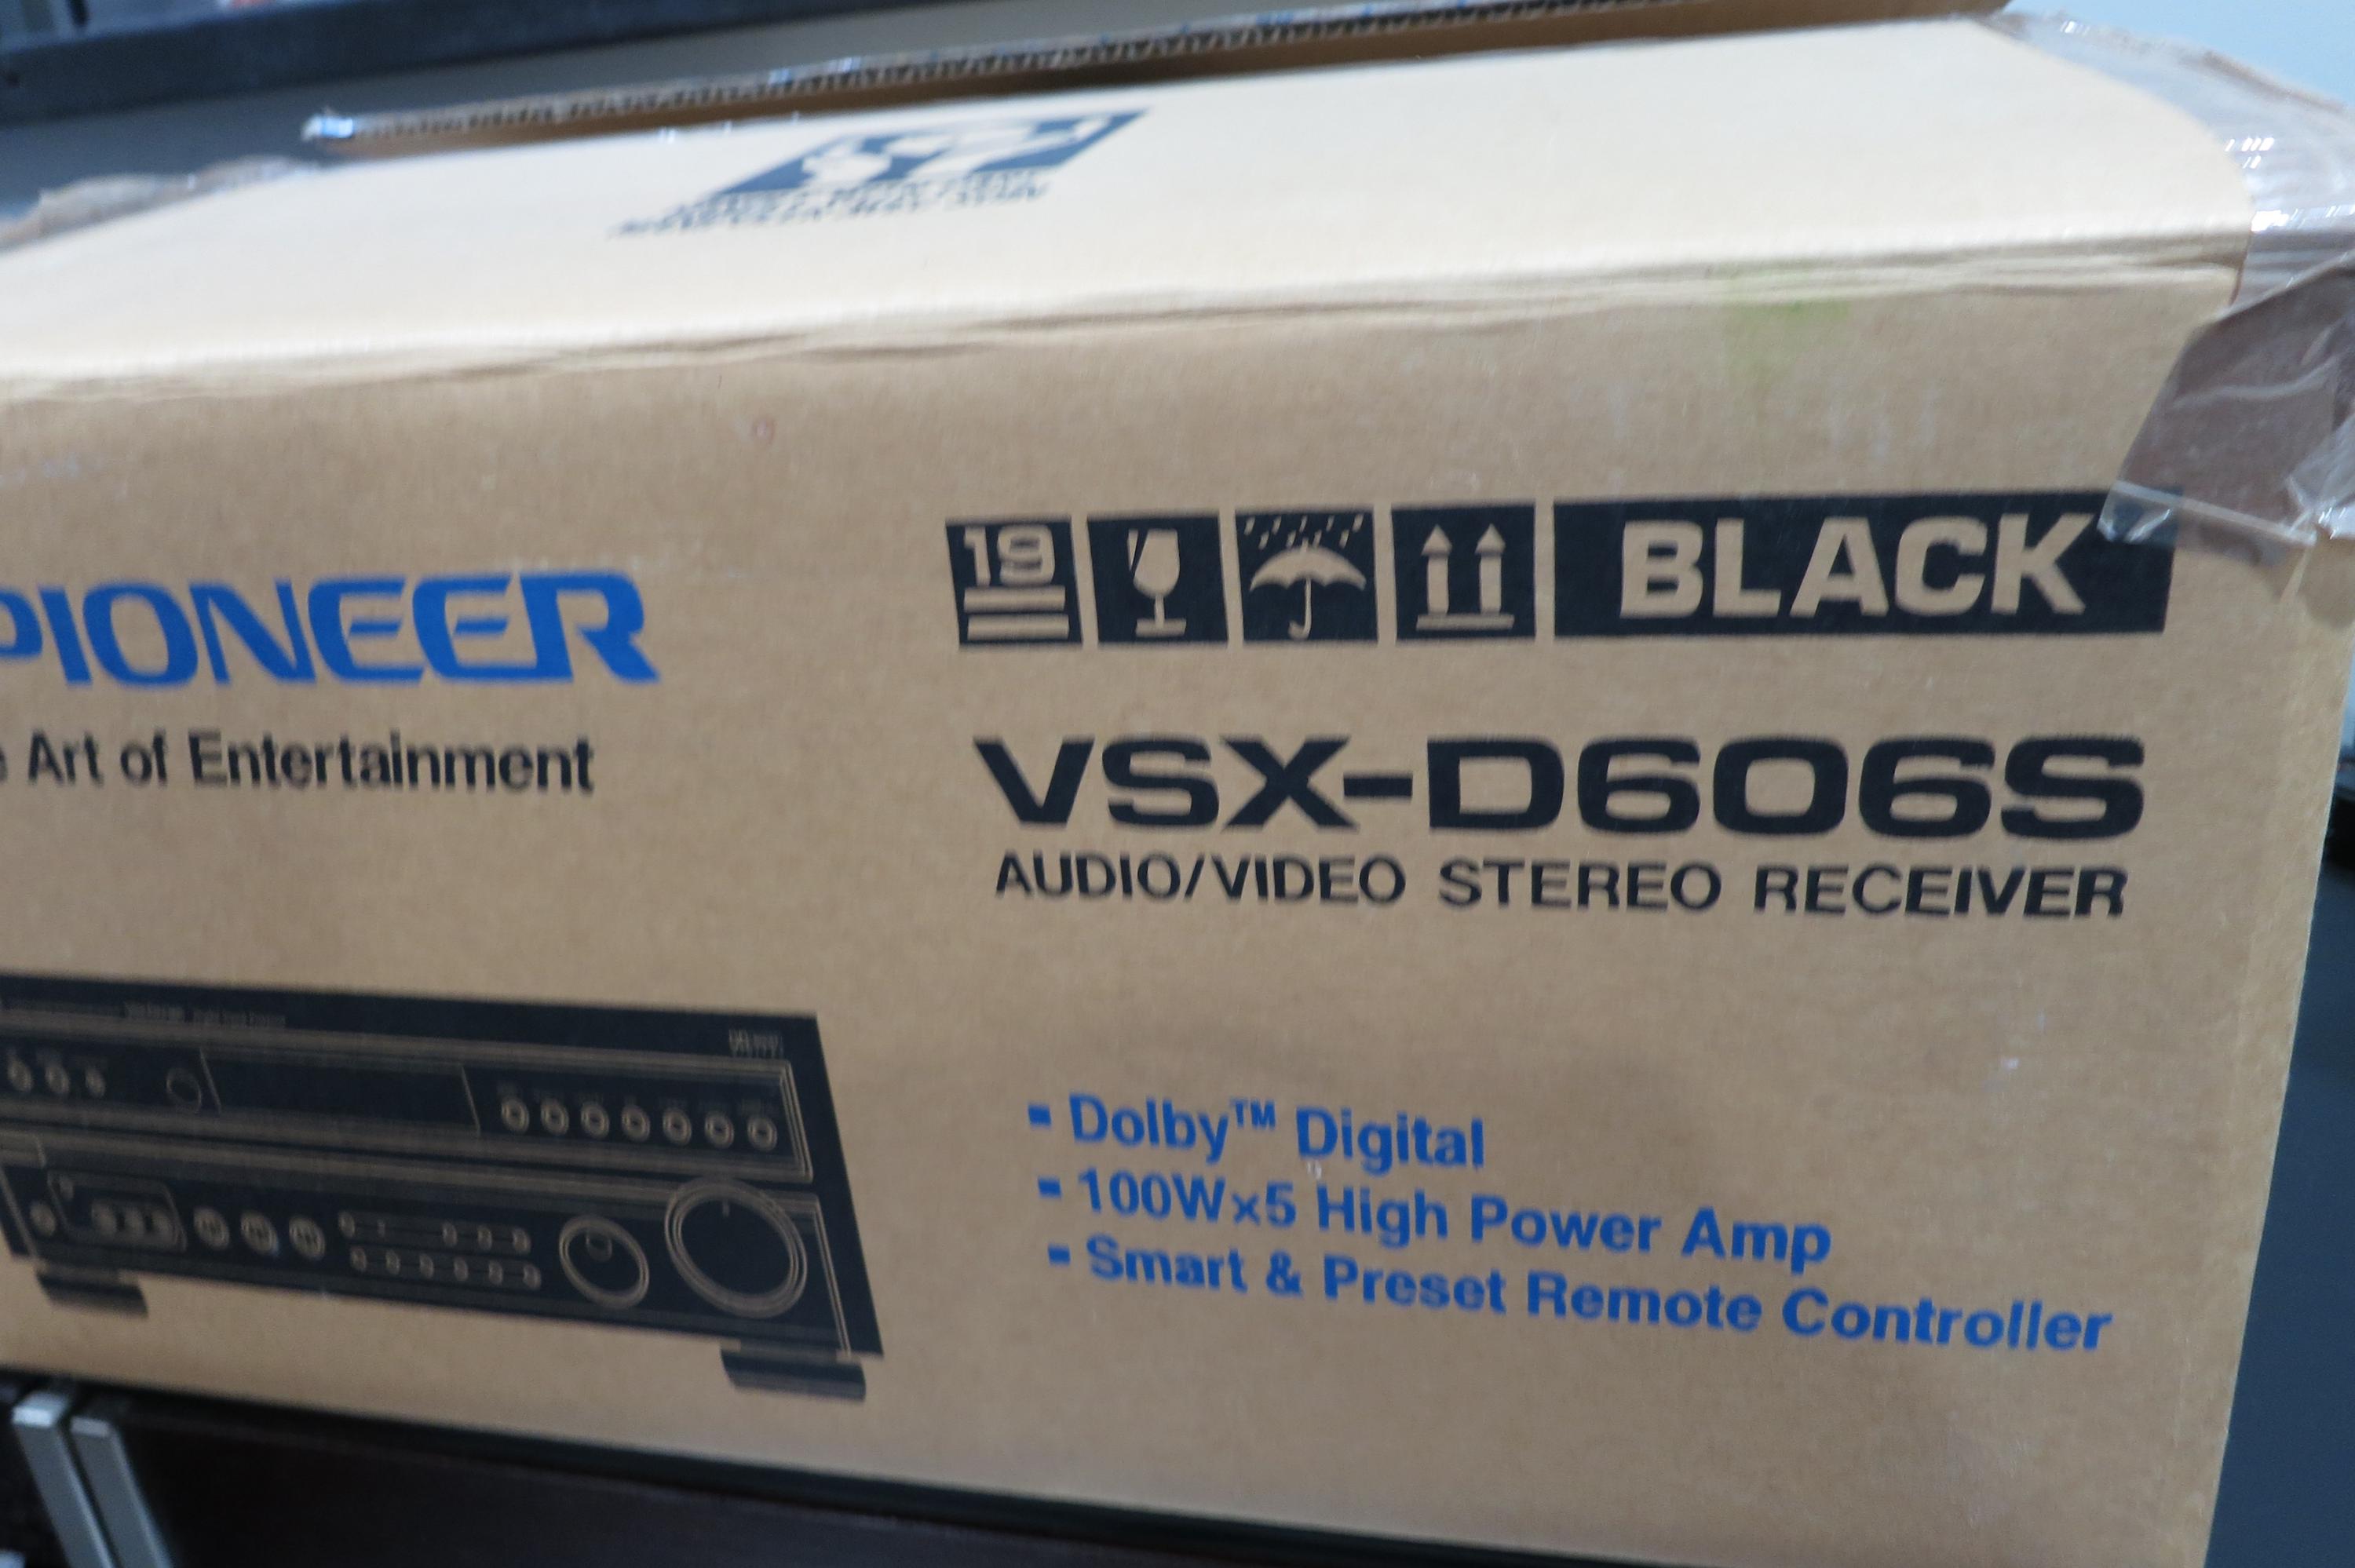 PIONEER
Art of Entertainment
19
BLACK
VSX-D606S
AUDIO/VIDEO STEREO RECEIVER
▪ Dolby™ Digital
▪ 100W×5 High Power Amp
▪ Smart & Preset Remote Controller